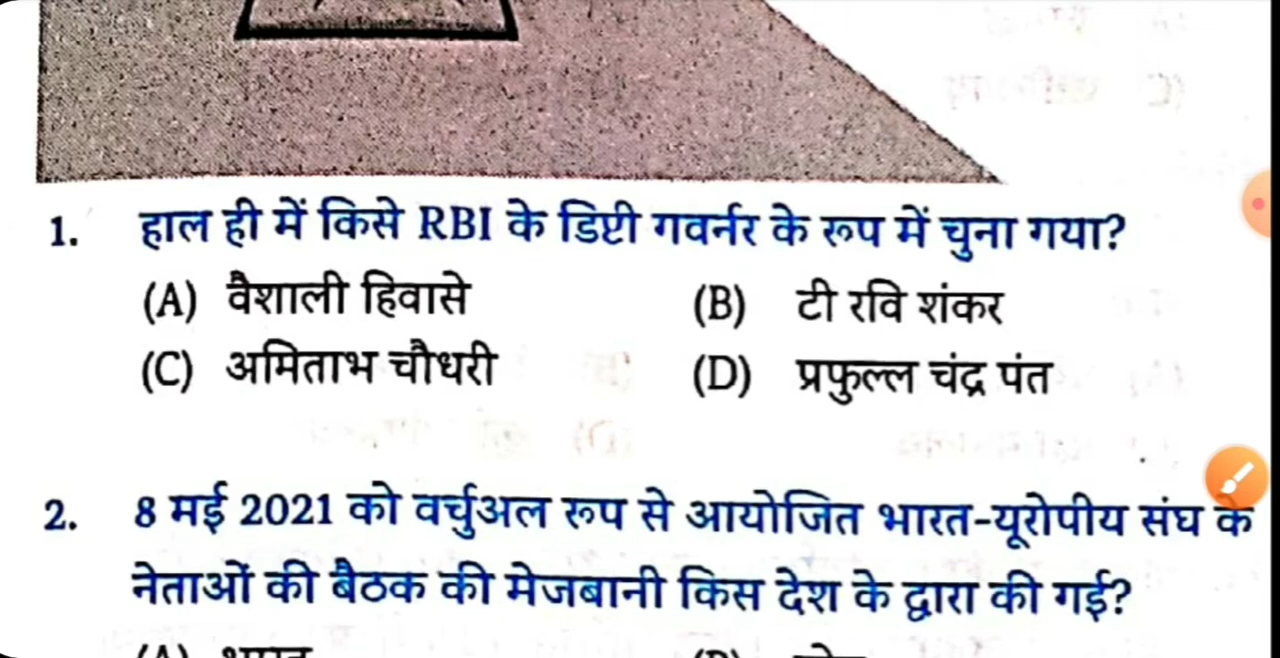 1. हाल ही में किसे RBI के डिप्टी गवर्नर के रूप में चुना गया?
(A) वैशाली हिवासे (B) टी रवि शंकर
(C) अमिताभ चौधरी (D) प्रफुल्ल चंद्र पंत
2. 8 मई 2021 को वर्चुअल रूप से आयोजित भारत-यूरोपीय संघ के
नेताओं की बैठक की मेजबानी किस देश के द्वारा की गई?